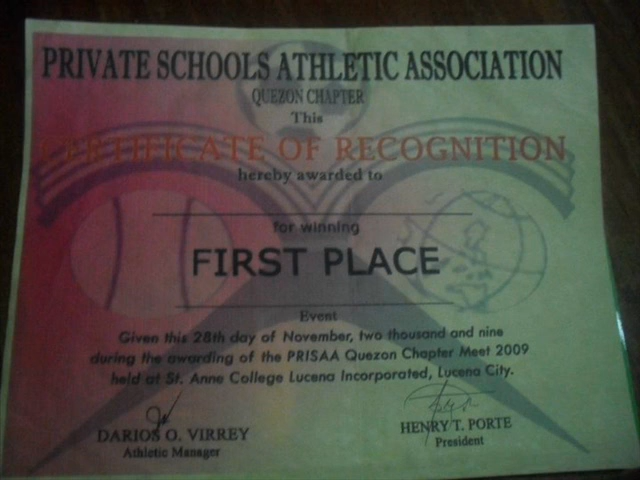 PRIVATE SCHOOLS ATHLETIC ASSOCIATION
QUEZON CHAPTER
This
CERTIFICATE OF RECOGNITION
hereby awarded to
for winning
FIRST PLACE
Event
Given this 28th day of November, two thousand and nine
during the awarding of the PRISAA Quezon Chapter Meet 2009
held at St. Anne College Lucena Incorporated, Lucena City.
DARIOS O. VIRREY
Athletic Manager
HENRY T. PORTE
President